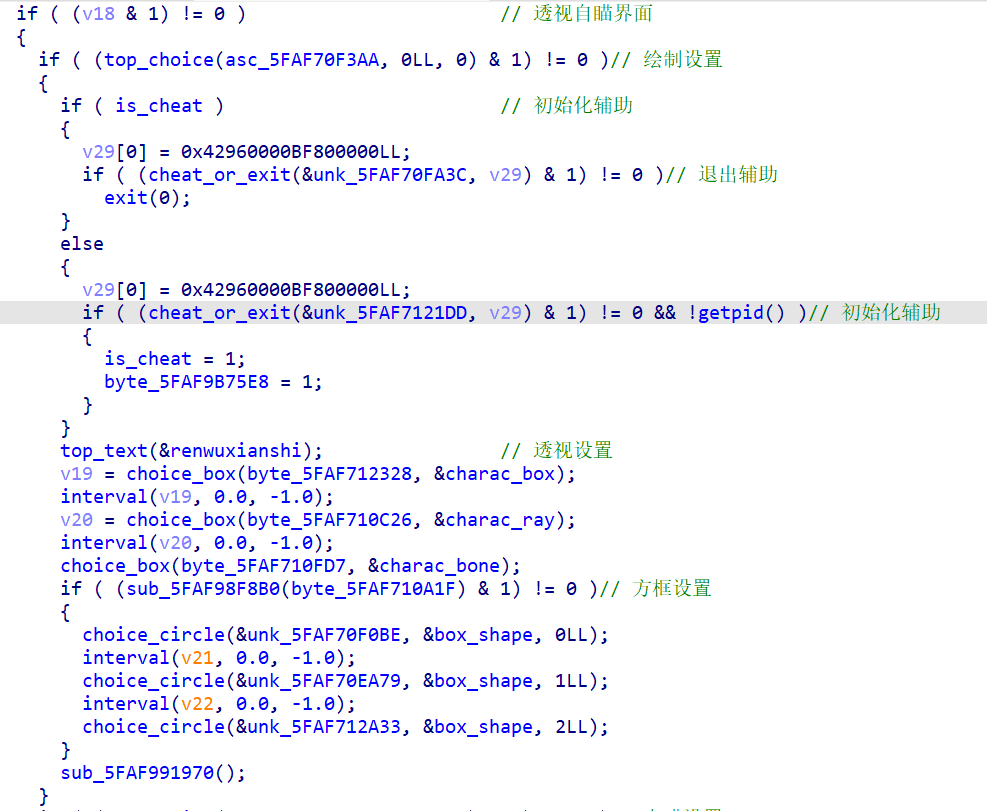 if ( (v18 & 1) != 0 ) // 透视自瞄界面
{
if ( (top_choice(asc_5FAF70F3AA, 0LL, 0) & 1) != 0 )// 绘制设置
{
if ( is_cheat ) // 初始化辅助
{
v29[0] = 0x42960000BF800000LL;
if ( (cheat_or_exit(&unk_5FAF70FA3C, v29) & 1) != 0 )// 退出辅助
exit(0);
}
else
{
v29[0] = 0x42960000BF800000LL;
if ( (cheat_or_exit(&unk_5FAF7121DD, v29) & 1) != 0 && !getpid() )// 初始化辅助
{
is_cheat = 1;
byte_5FAF9B75E8 = 1;
}
}
top_text(&renwuxianshi); // 透视设置
v19 = choice_box(byte_5FAF712328, &charac_box);
interval(v19, 0.0, -1.0);
v20 = choice_box(byte_5FAF710C26, &charac_ray);
interval(v20, 0.0, -1.0);
choice_box(byte_5FAF710FD7, &charac_bone);
if ( (sub_5FAF98F8B0(byte_5FAF710A1F) & 1) != 0 )// 方框设置
{
choice_circle(&unk_5FAF70F0BE, &box_shape, 0LL);
interval(v21, 0.0, -1.0);
choice_circle(&unk_5FAF70EA79, &box_shape, 1LL);
interval(v22, 0.0, -1.0);
choice_circle(&unk_5FAF712A33, &box_shape, 2LL);
}
sub_5FAF991970();
}